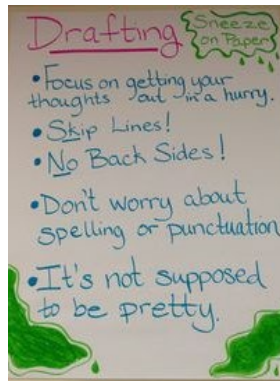 Drafting
Sneeze
on Paper
• Focus on getting your
thoughts out in a hurry.
• Skip Lines!
• No Back Sides!
• Don't worry about
spelling or punctuation
• It's not supposed
to be pretty.